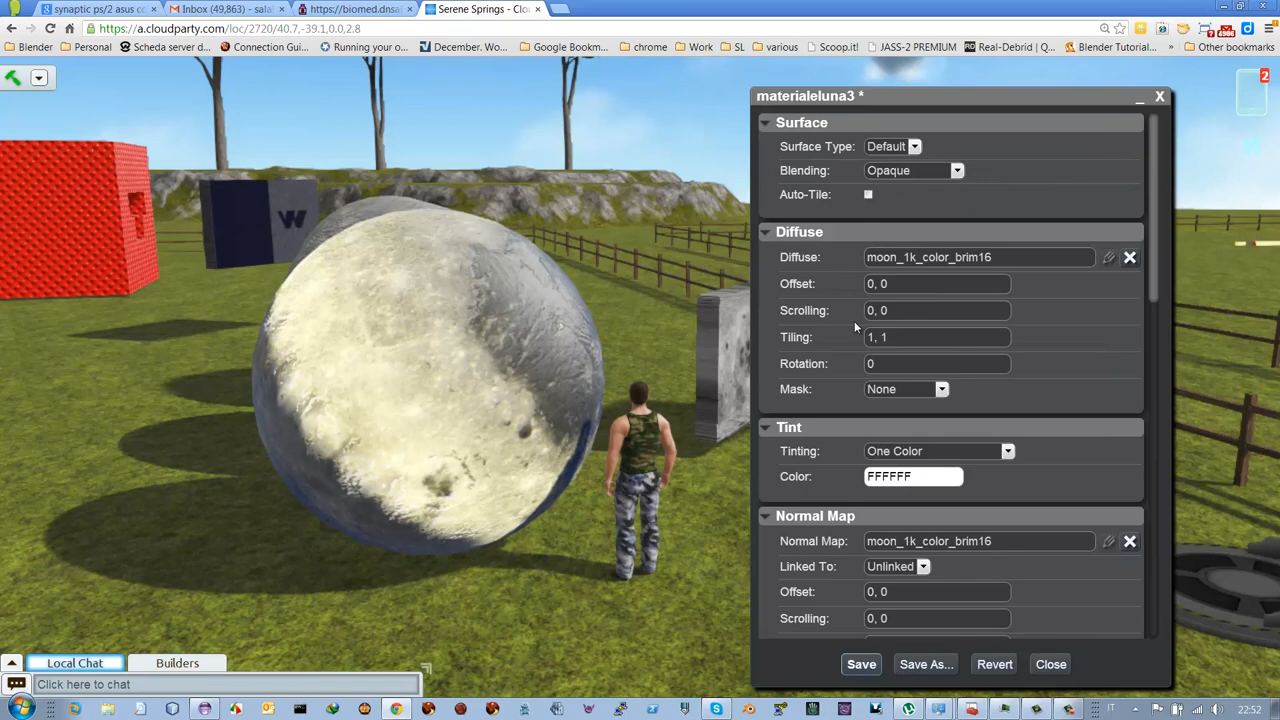 synaptic ps/2 asus co
Inbox (49,863) - sala
https://biomed.dnsal
Serene Springs - Clo
https://a.cloudparty.com/loc/2720/40.7,-39.1,0.0,2.8
Blender
Personal
Scheda server di
Connection Gui...
Running your o...
December. Wo...
Google Bookm...
chrome
Work
SL
various
Scoop.it!
JASS-2 PREMIUM
Real-Debrid | Q...
Blender Tutorial...
Other bookmarks
2
materialeluna3 *
_ X
Surface
Surface Type: Default
Blending: Opaque
Auto-Tile:
Diffuse
Diffuse: moon_1k_color_brim16
Offset: 0, 0
Scrolling: 0, 0
Tiling: 1, 1
Rotation: 0
Mask: None
Tint
Tinting: One Color
Color: FFFFFF
Normal Map
Normal Map: moon_1k_color_brim16
Linked To: Unlinked
Offset: 0, 0
Scrolling: 0, 0
Save Save As... Revert Close
W
Local Chat Builders
Click here to chat
IT 22:52